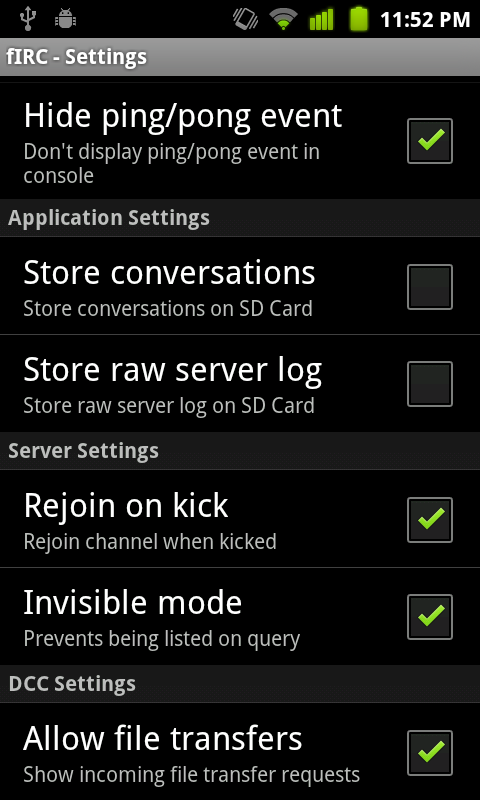 11:52 PM
fIRC - Settings
Hide ping/pong event
Don't display ping/pong event in
console
Application Settings
Store conversations
Store conversations on SD Card
Store raw server log
Store raw server log on SD Card
Server Settings
Rejoin on kick
Rejoin channel when kicked
Invisible mode
Prevents being listed on query
DCC Settings
Allow file transfers
Show incoming file transfer requests